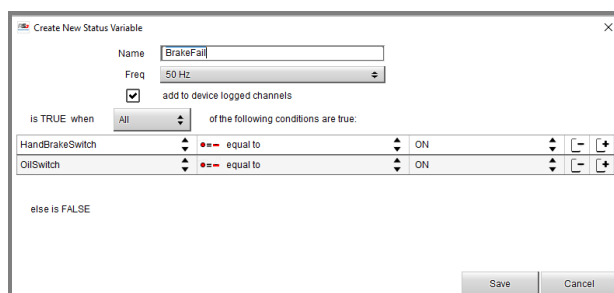 Create New Status Variable
Name BrakeFail
Freq 50 Hz
add to device logged channels
is TRUE when All of the following conditions are true:
HandBrakeSwitch equal to ON
OilSwitch equal to ON
else is FALSE
Save Cancel